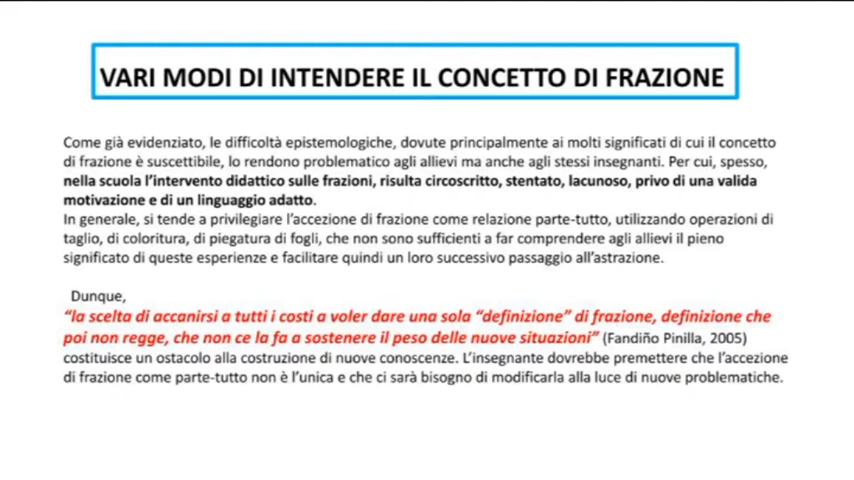 VARI MODI DI INTENDERE IL CONCETTO DI FRAZIONE
Come già evidenziato, le difficoltà epistemologiche, dovute principalmente ai molti significati di cui il concetto
di frazione è suscettibile, lo rendono problematico agli allievi ma anche agli stessi insegnanti. Per cui, spesso,
nella scuola l'intervento didattico sulle frazioni, risulta circoscritto, stentato, lacunoso, privo di una valida
motivazione e di un linguaggio adatto.
In generale, si tende a privilegiare l'accezione di frazione come relazione parte-tutto, utilizzando operazioni di
taglio, di coloritura, di piegatura di fogli, che non sono sufficienti a far comprendere agli allievi il pieno
significato di queste esperienze e facilitare quindi un loro successivo passaggio all'astrazione.
Dunque,
"la scelta di accanirsi a tutti i costi a voler dare una sola "definizione" di frazione, definizione che
poi non regge, che non ce la fa a sostenere il peso delle nuove situazioni" (Fandiño Pinilla, 2005)
costituisce un ostacolo alla costruzione di nuove conoscenze. L'insegnante dovrebbe premettere che l'accezione
di frazione come parte-tutto non è l'unica e che ci sarà bisogno di modificarla alla luce di nuove problematiche.